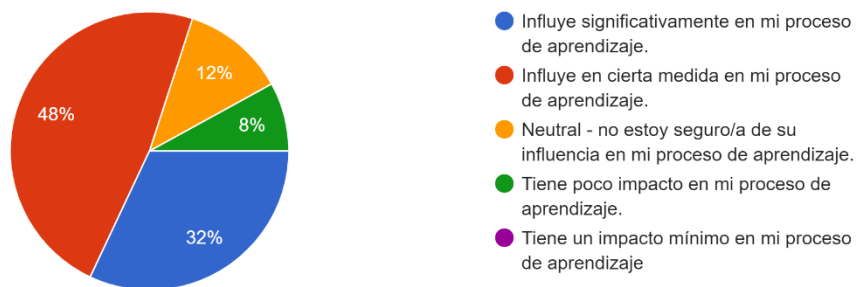 48%
12%
8%
32%
Influye significativamente en mi proceso
de aprendizaje.
Influye en cierta medida en mi proceso
de aprendizaje.
Neutral - no estoy seguro/a de su
influencia en mi proceso de aprendizaje.
Tiene poco impacto en mi proceso de
aprendizaje.
Tiene un impacto mínimo en mi proceso
de aprendizaje